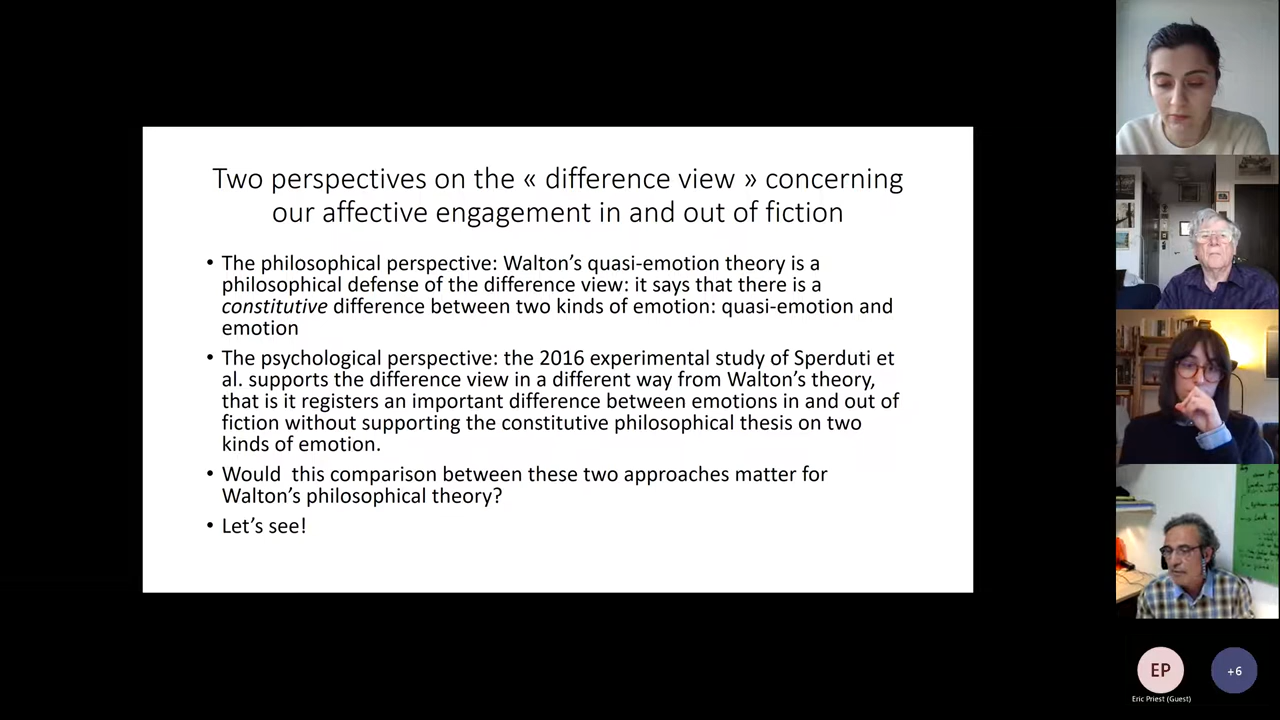 Two perspectives on the « difference view » concerning
our affective engagement in and out of fiction
• The philosophical perspective: Walton’s quasi-emotion theory is a
philosophical defense of the difference view: it says that there is a
constitutive difference between two kinds of emotion: quasi-emotion and
emotion
• The psychological perspective: the 2016 experimental study of Sperduti et
al. supports the difference view in a different way from Walton’s theory,
that is it registers an important difference between emotions in and out of
fiction without supporting the constitutive philosophical thesis on two
kinds of emotion.
• Would  this comparison between these two approaches matter for
Walton’s philosophical theory?
• Let’s see!
EP
+6
Eric Priest (Guest)